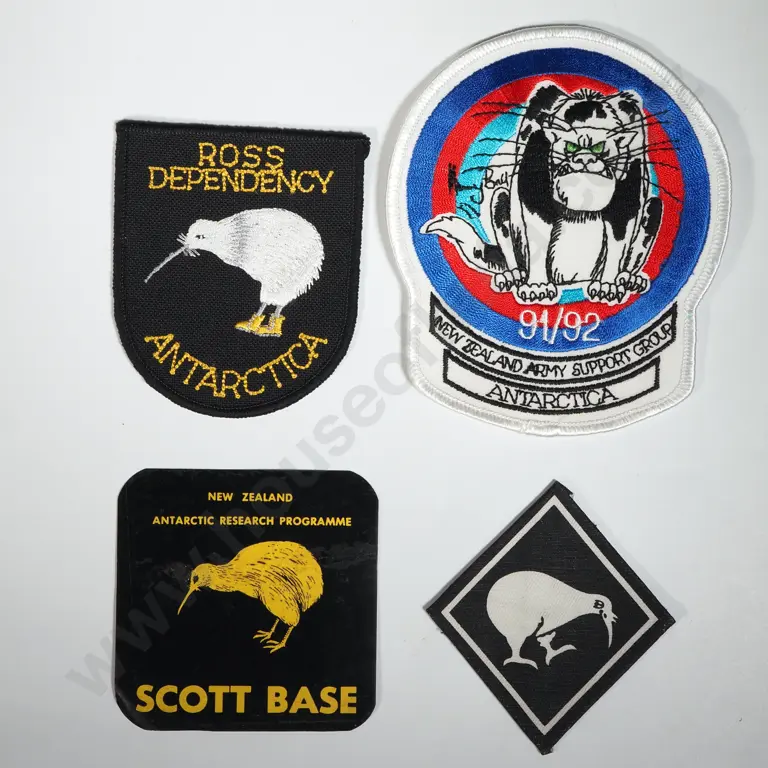 ROSS
DEPENDENCY
ANTARCTICA
91/92
NEW ZEALAND ARMY SUPPORT GROUP
ANTARCTICA
NEW ZEALAND
ANTARCTIC RESEARCH PROGRAMME
SCOTT BASE